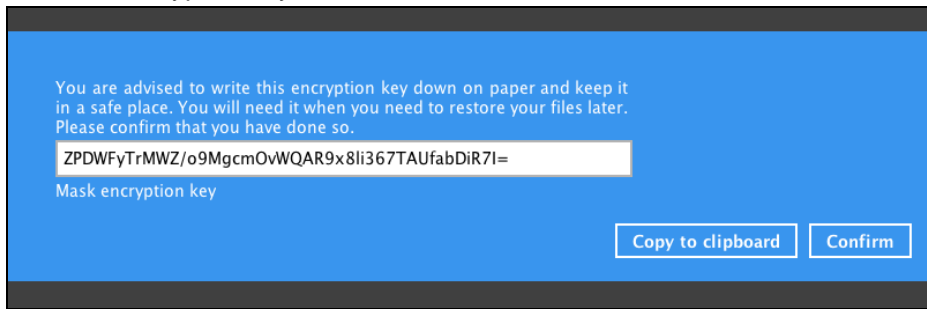 You are advised to write this encryption key down on paper and keep it
in a safe place. You will need it when you need to restore your files later.
Please confirm that you have done so.
ZPDWFyTrMWZ/o9MgcmOvWQAR9x8li367TAUfabDiR7I=
Mask encryption key
Copy to clipboard
Confirm